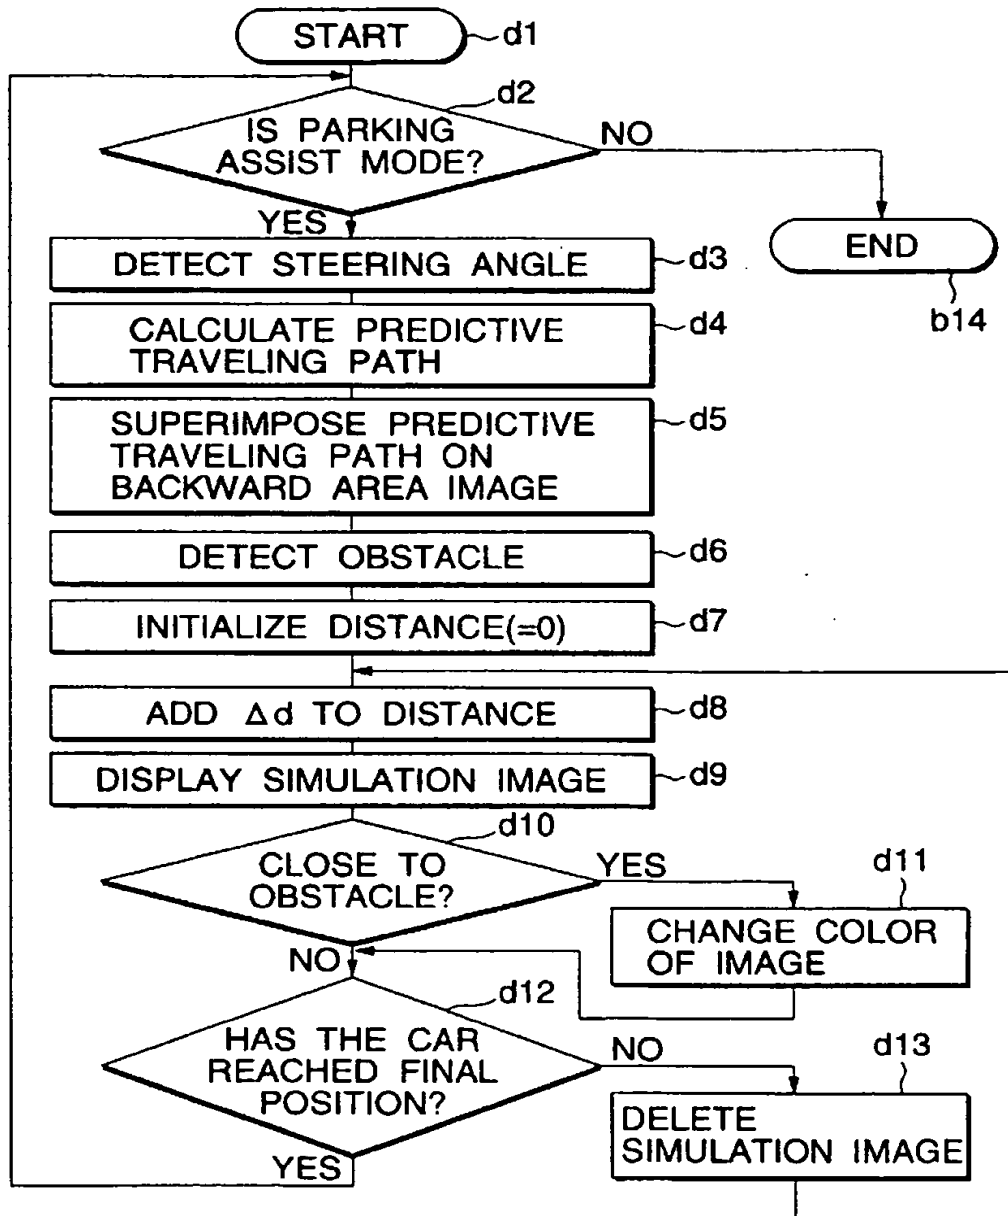 START
d1
d2
IS PARKING
ASSIST MODE?
NO
YES
END
b14
DETECT STEERING ANGLE
d3
CALCULATE PREDICTIVE
TRAVELING PATH
d4
SUPERIMPOSE PREDICTIVE
TRAVELING PATH ON
BACKWARD AREA IMAGE
d5
DETECT OBSTACLE
d6
INITIALIZE DISTANCE(=0)
d7
ADD Δd TO DISTANCE
d8
DISPLAY SIMULATION IMAGE
d9
d10
CLOSE TO
OBSTACLE?
YES
d11
CHANGE COLOR
OF IMAGE
NO
d12
HAS THE CAR
REACHED FINAL
POSITION?
NO
d13
DELETE
SIMULATION IMAGE
YES